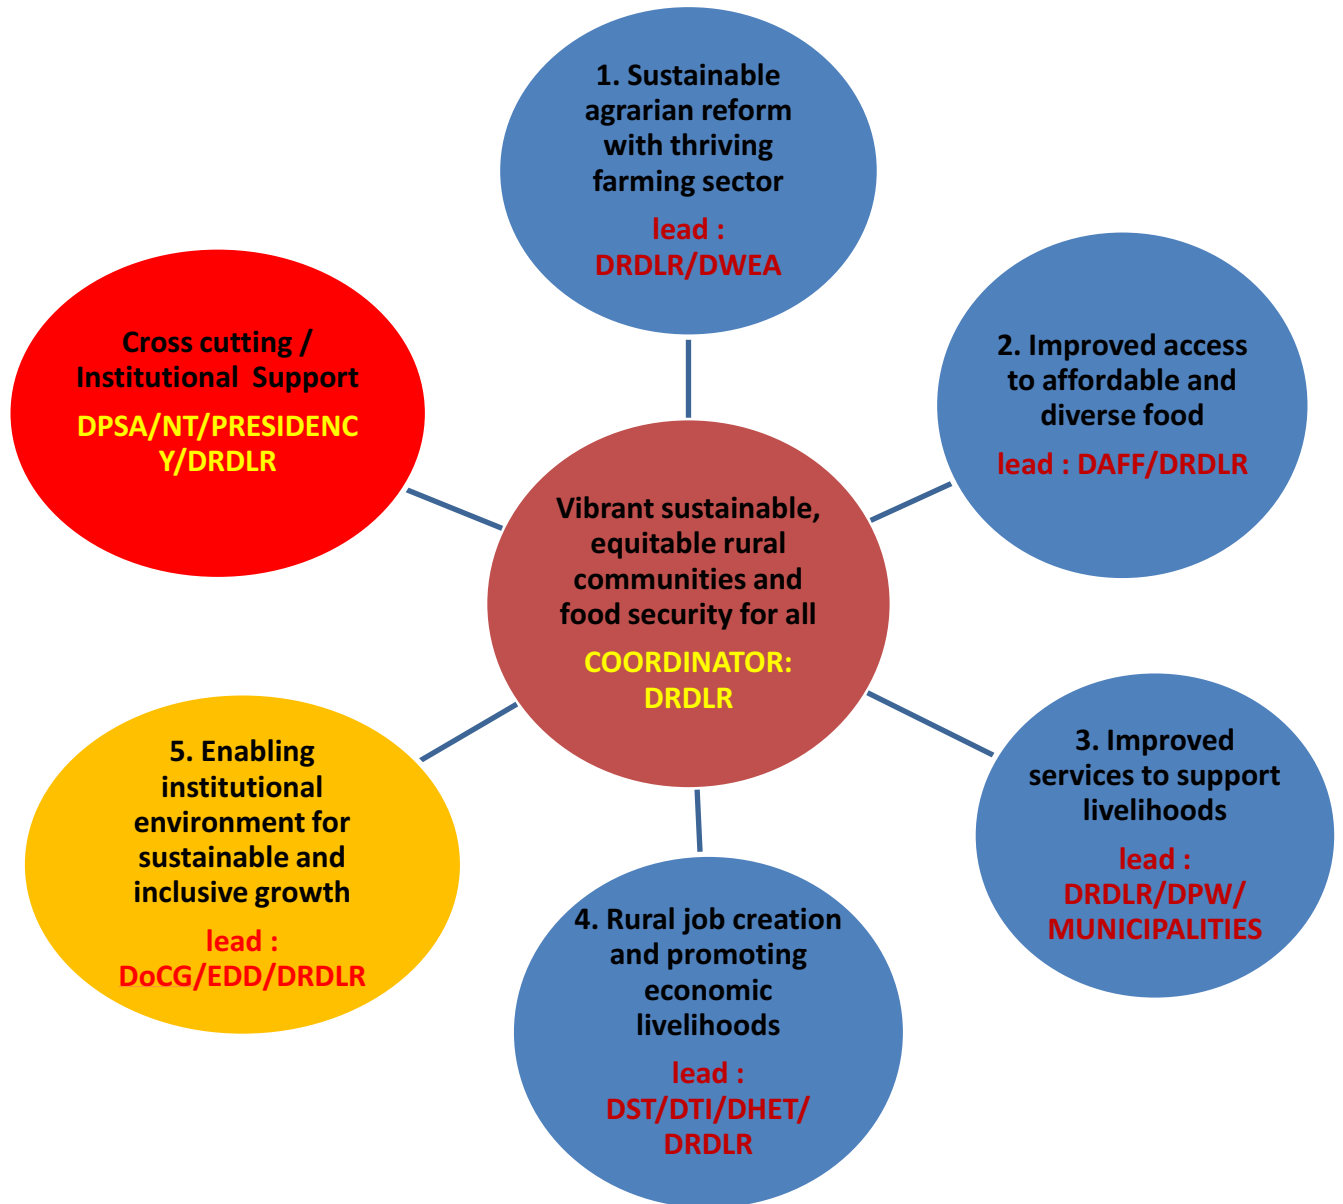 1. Sustainable
agrarian reform
with thriving
farming sector
lead :
DRDLR/DWEA
2. Improved access
to affordable and
diverse food
lead : DAFF/DRDLR
3. Improved
services to support
livelihoods
lead :
DRDLR/DPW/
MUNICIPALITIES
4. Rural job creation
and promoting
economic
livelihoods
lead :
DST/DTI/DHET/
DRDLR
5. Enabling
institutional
environment for
sustainable and
inclusive growth
lead :
DoCG/EDD/DRDLR
Cross cutting /
Institutional Support
DPSA/NT/PRESIDENC
Y/DRDLR
Vibrant sustainable,
equitable rural
communities and
food security for all
COORDINATOR:
DRDLR